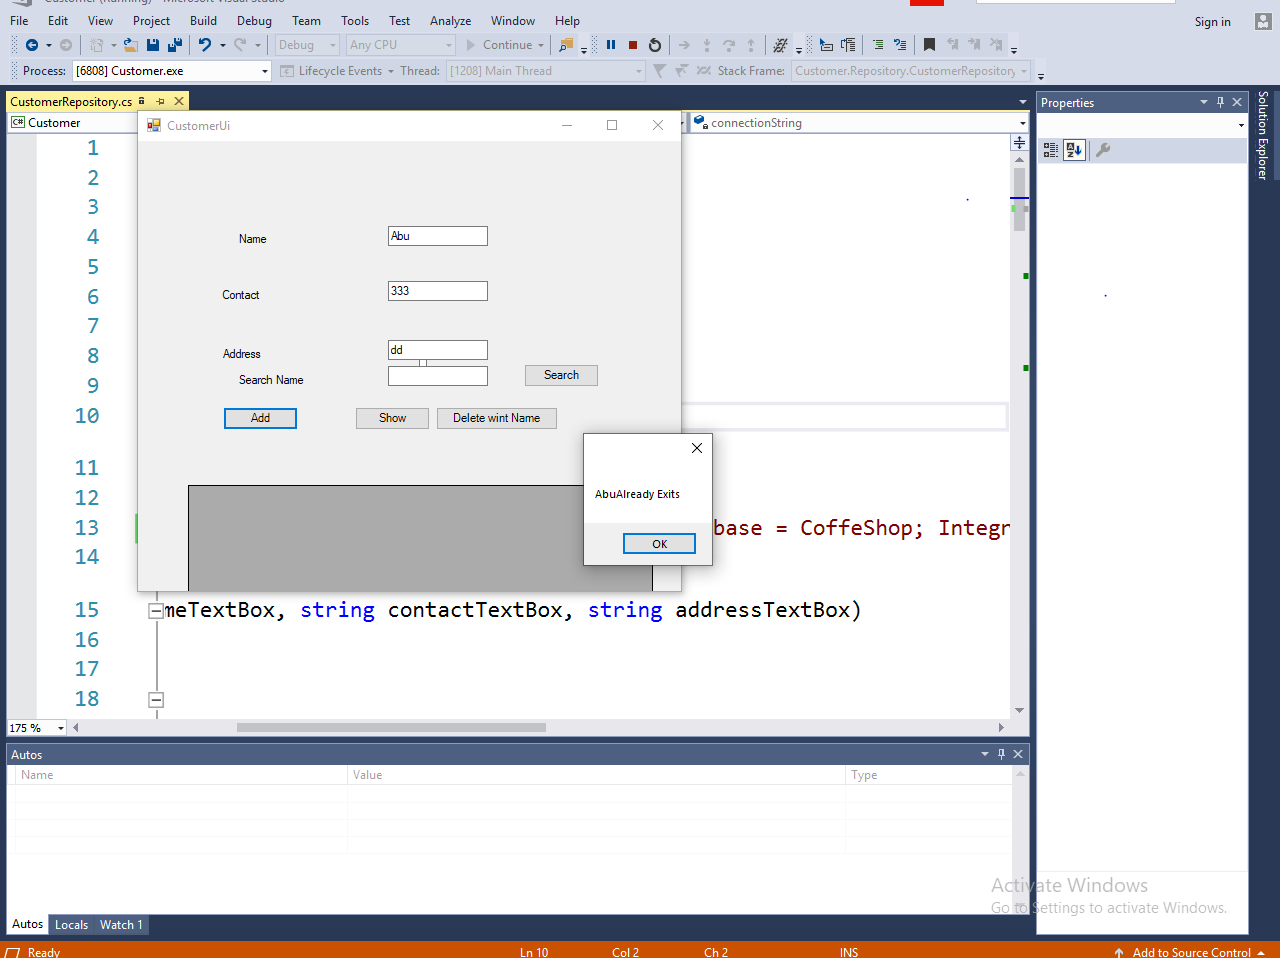 Customer (Running) - Microsoft Visual Studio
File Edit View Project Build Debug Team Tools Test Analyze Window Help
Sign in
Debug Any CPU Continue
Process: [6808] Customer.exe Lifecycle Events Thread: [1208] Main Thread Stack Frame: Customer.Repository.CustomerRepository
CustomerRepository.cs
C# Customer
connectionString
Properties
Solution Explorer
CustomerUi
Name Abu
Contact 333
Address dd
Search Name Search
Add Show Delete wint Name
AbuAlready Exits
OK
1
2
3
4
5
6
7
8
9
10
11
12
13 base = CoffeShop; Integr
14
15 meTextBox, string contactTextBox, string addressTextBox)
16
17
18
175 %
Autos
Name Value Type
Autos Locals Watch 1
Activate Windows
Go to Settings to activate Windows.
Ready Ln 10 Col 2 Ch 2 INS Add to Source Control